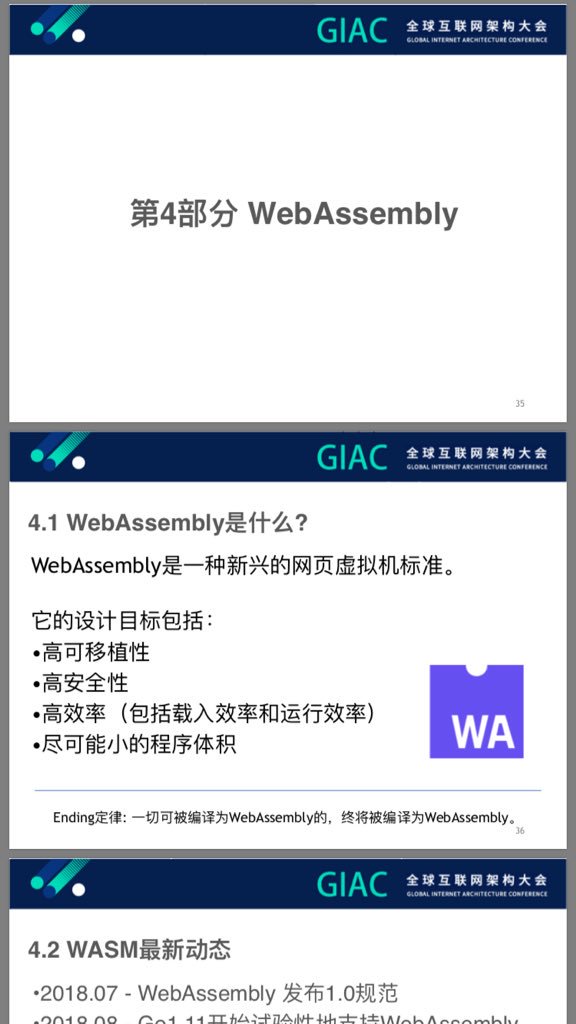 GIAC 全球互联网架构大会
GLOBAL INTERNET ARCHITECTURE CONFERENCE
第4部分 WebAssembly
35
GIAC 全球互联网架构大会
GLOBAL INTERNET ARCHITECTURE CONFERENCE
4.1 WebAssembly是什么?
WebAssembly是一种新兴的网页虚拟机标准。
它的设计目标包括：
•高可移植性
•高安全性
•高效率（包括载入效率和运行效率）
•尽可能小的程序体积
WA
Ending定律: 一切可被编译为WebAssembly的，终将被编译为WebAssembly。
36
GIAC 全球互联网架构大会
GLOBAL INTERNET ARCHITECTURE CONFERENCE
4.2 WASM最新动态
•2018.07 - WebAssembly 发布1.0规范
•2018.08 - Go1.11开始试验性地支持WebAssembly